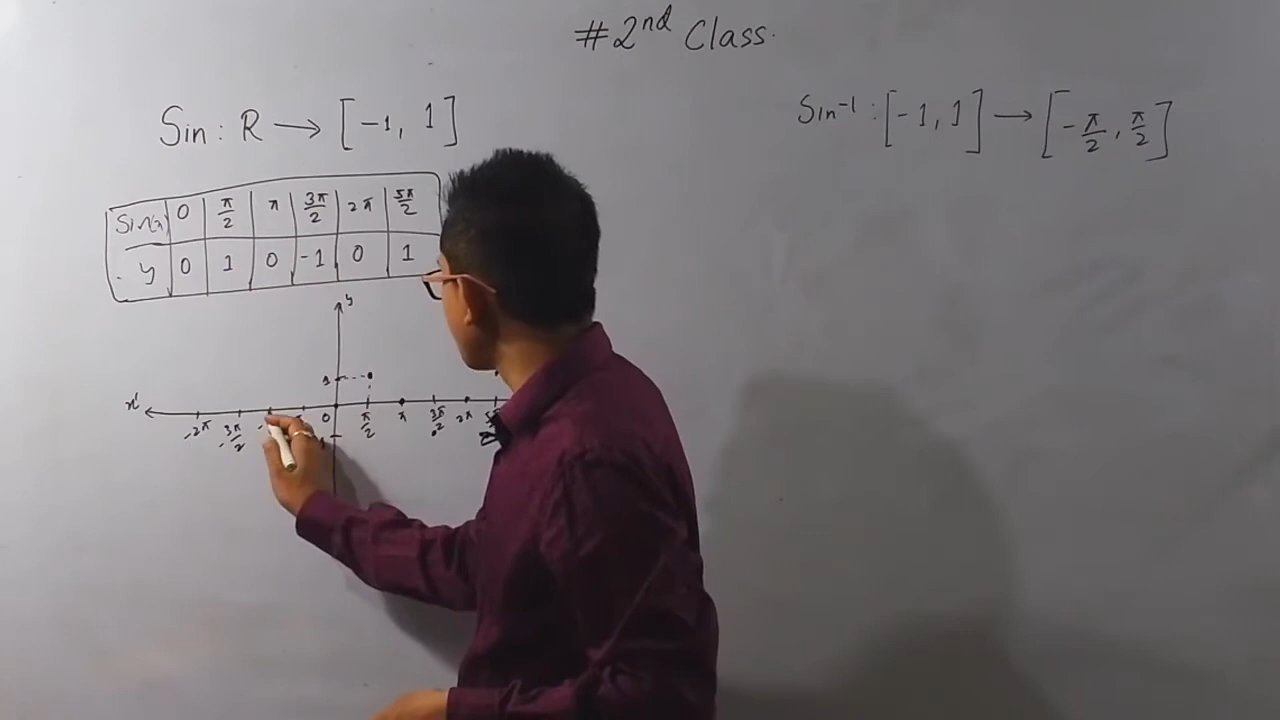 #2nd Class.
Sin : R → [-1, 1]
Sin⁻¹ : [-1, 1] → [-π/2, π/2]
Sin(x) 0 π/2 π 3π/2 2π 5π/2
y 0 1 0 -1 0 1
y
1
x' -2π -3π/2 - 0 π/2 π 3π/2 2π